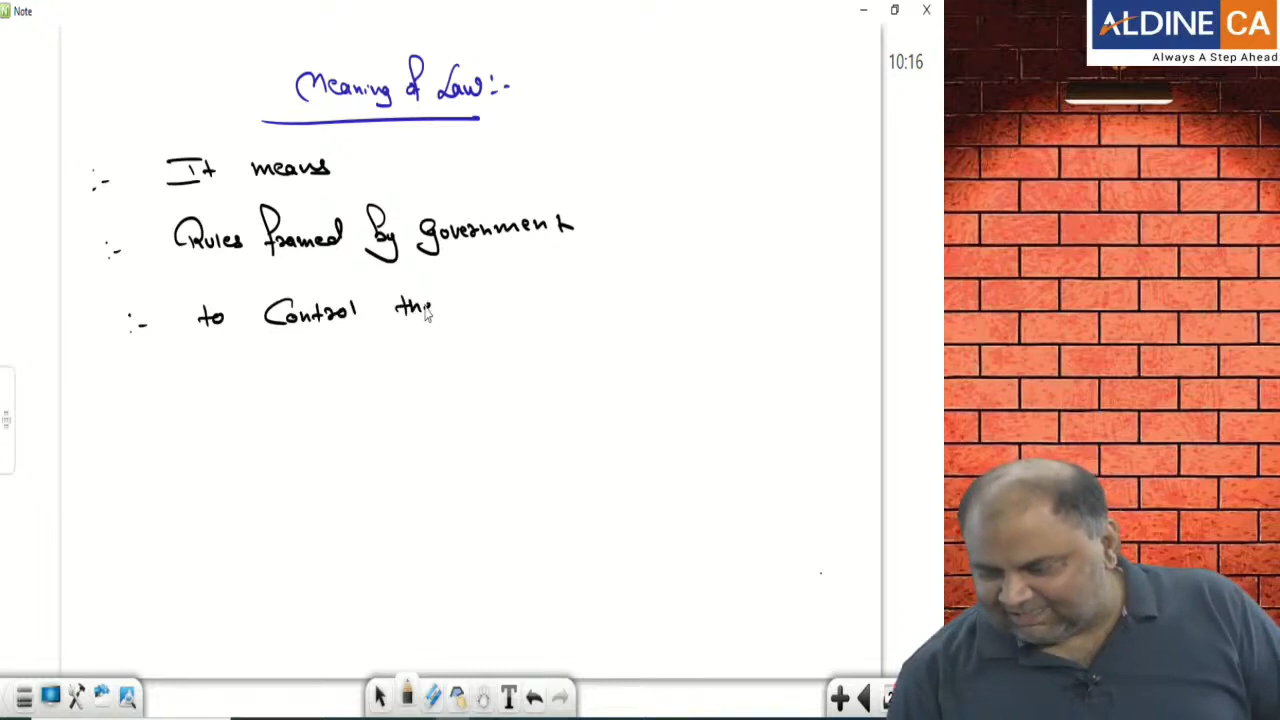 Note
ALDINE CA
Always A Step Ahead
10:16
Meaning of Law:-
:- It means
:- Rules framed by Government
:- to Control the
T